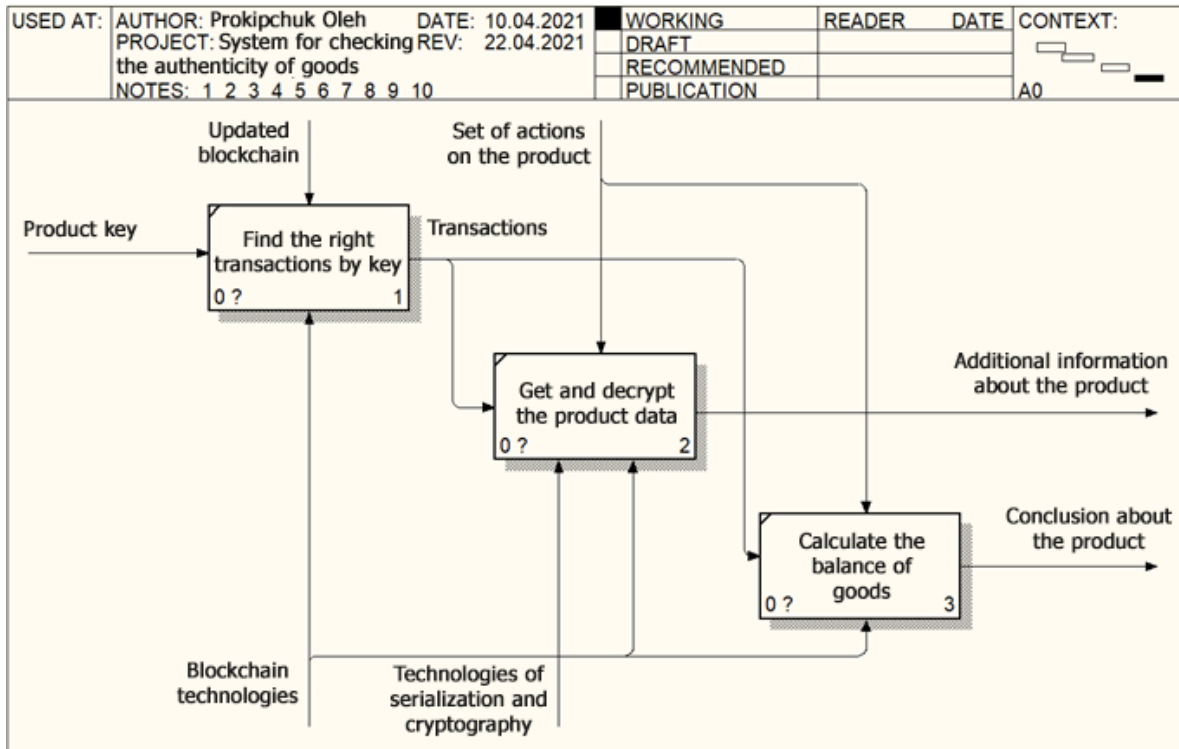 USED AT:
AUTHOR: Prokipchuk Oleh
DATE: 10.04.2021
PROJECT: System for checking
REV: 22.04.2021
the authenticity of goods
NOTES: 1 2 3 4 5 6 7 8 9 10
WORKING
DRAFT
RECOMMENDED
PUBLICATION
READER
DATE
CONTEXT:
A0
Updated
blockchain
Set of actions
on the product
Product key
Find the right
transactions by key
0 ?
1
Transactions
Get and decrypt
the product data
0 ?
2
Additional information
about the product
Calculate the
balance of
goods
0 ?
3
Conclusion about
the product
Blockchain
technologies
Technologies of
serialization and
cryptography